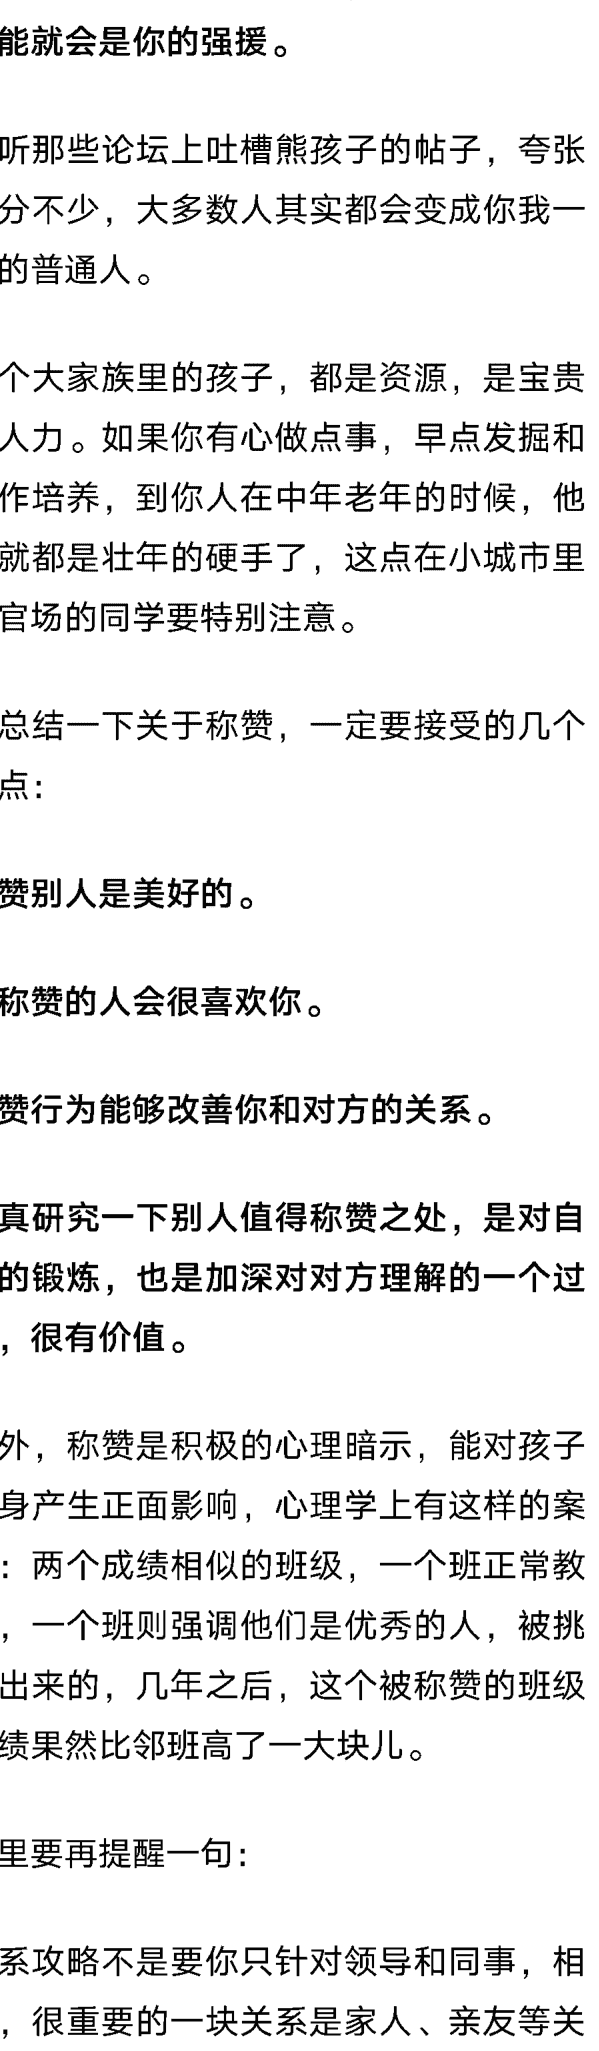 能就会是你的强援。
听那些论坛上吐槽熊孩子的帖子，夸张
分不少，大多数人其实都会变成你我一
的普通人。
个大家族里的孩子，都是资源，是宝贵
人力。如果你有心做点事，早点发掘和
作培养，到你人在中年老年的时候，他
就都是壮年的硬手了，这点在小城市里
官场的同学要特别注意。
总结一下关于称赞，一定要接受的几个
点：
赞别人是美好的。
称赞的人会很喜欢你。
赞行为能够改善你和对方的关系。
真研究一下别人值得称赞之处，是对自
的锻炼，也是加深对对方理解的一个过
，很有价值。
外，称赞是积极的心理暗示，能对孩子
身产生正面影响，心理学上有这样的案
：两个成绩相似的班级，一个班正常教
，一个班则强调他们是优秀的人，被挑
出来的，几年之后，这个被称赞的班级
绩果然比邻班高了一大块儿。
里要再提醒一句：
系攻略不是要你只针对领导和同事，相
，很重要的一块关系是家人、亲友等关